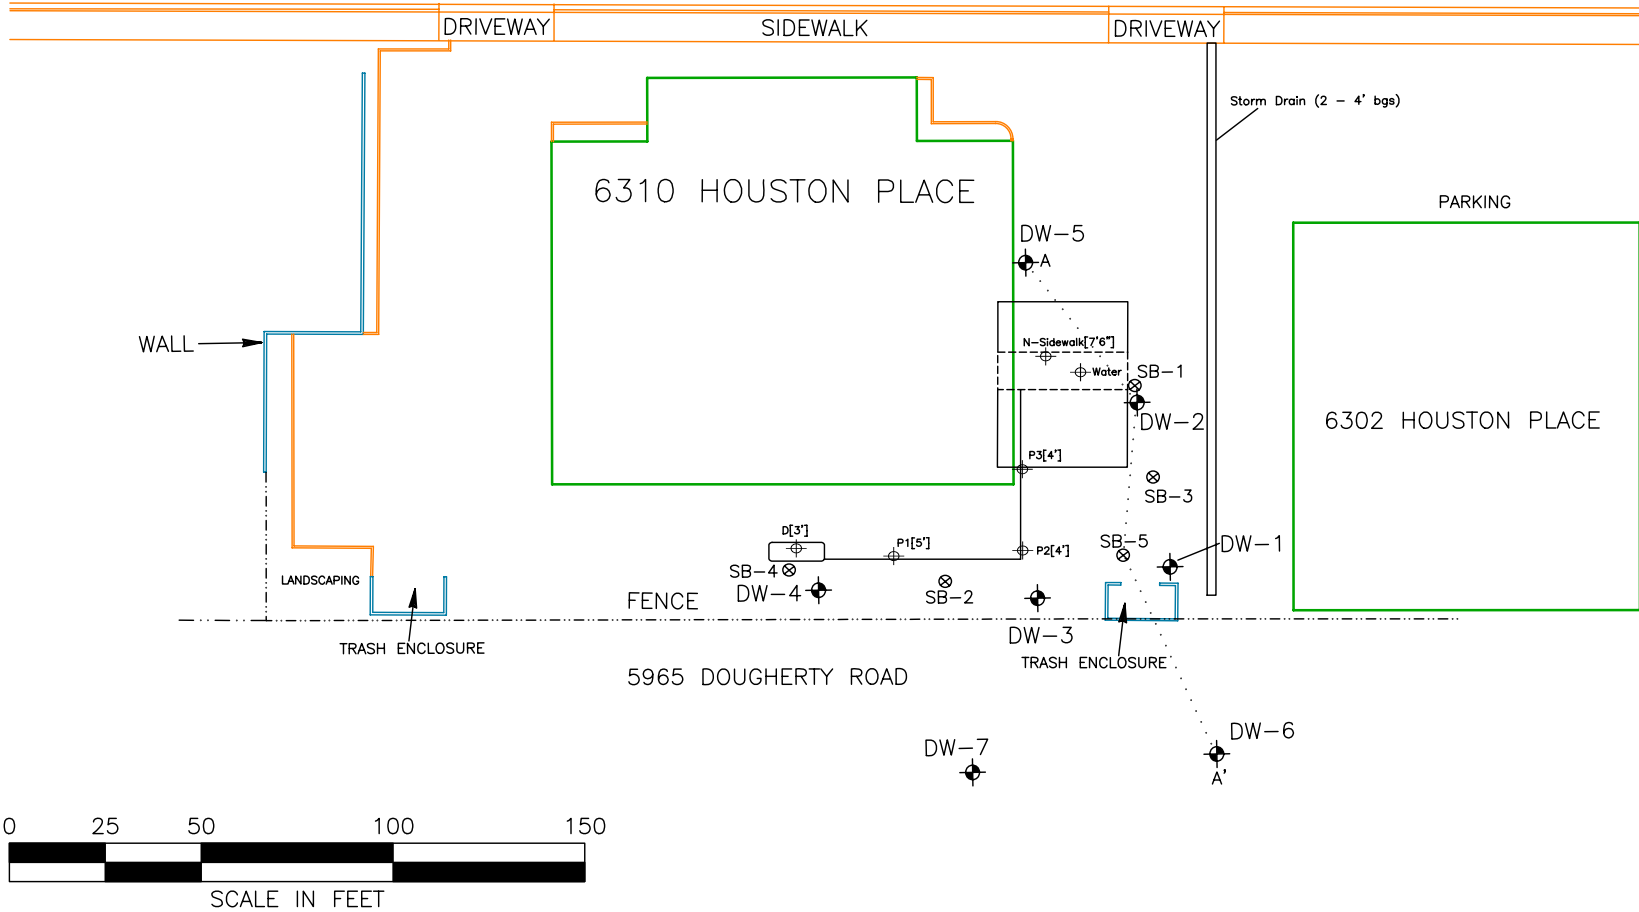 DRIVEWAY
SIDEWALK
DRIVEWAY
Storm Drain (2 – 4' bgs)
6310 HOUSTON PLACE
PARKING
DW–5
A
WALL
N–Sidewalk[7'6"]
Water
SB–1
DW–2
6302 HOUSTON PLACE
P3[4']
SB–3
D[3']
P1[5']
P2[4']
SB–5
DW–1
SB–4
DW–4
SB–2
LANDSCAPING
FENCE
DW–3
TRASH ENCLOSURE
TRASH ENCLOSURE
5965 DOUGHERTY ROAD
DW–6
DW–7
A'
0 25 50 100 150
SCALE IN FEET